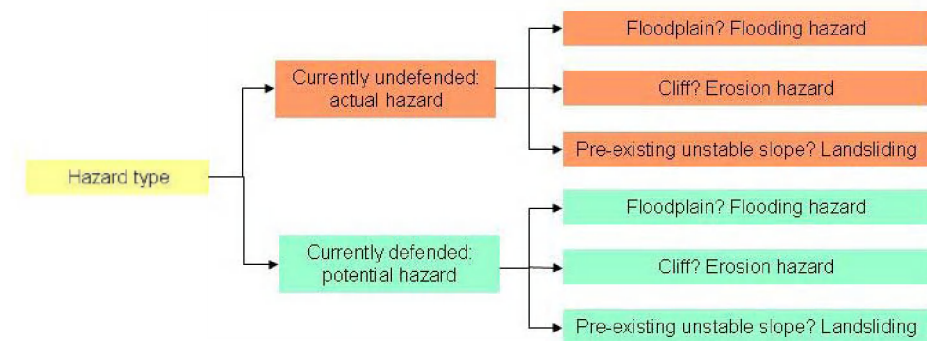 Hazard type
Currently undefended:
actual hazard
Floodplain? Flooding hazard
Cliff? Erosion hazard
Pre-existing unstable slope? Landsliding
Currently defended:
potential hazard
Floodplain? Flooding hazard
Cliff? Erosion hazard
Pre-existing unstable slope? Landsliding